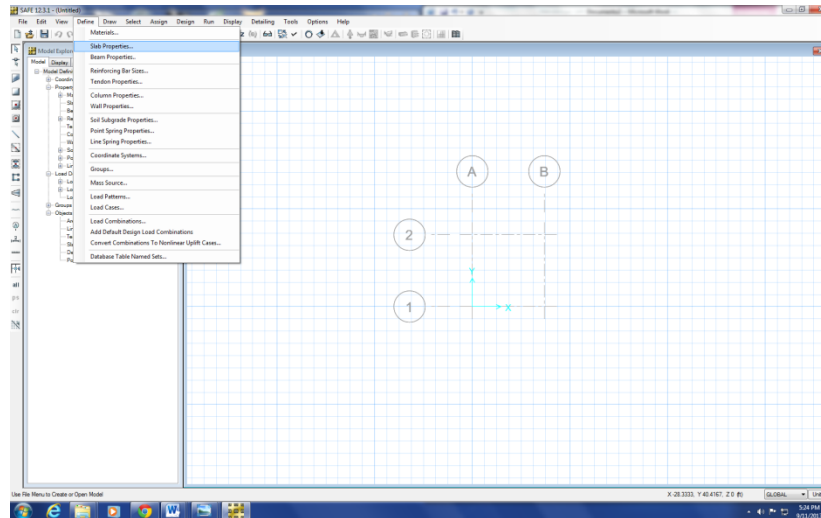 SAFE 12.3.1 - (Untitled)
File Edit View Define Draw Select Assign Design Run Display Detailing Tools Options Help
Model Explorer
Model Display
Materials...
Slab Properties...
Beam Properties...
Reinforcing Bar Sizes...
Tendon Properties...
Column Properties...
Wall Properties...
Soil Subgrade Properties...
Point Spring Properties...
Line Spring Properties...
Coordinate Systems...
Groups...
Mass Source...
Load Patterns...
Load Cases...
Load Combinations...
Add Default Design Load Combinations
Convert Combinations To Nonlinear Uplift Cases...
Database Table Named Sets...
Groups
Objects
all
A B
2
Y
1 X
Use File Menu to Create or Open Model
X -28.3333, Y 40.4167, Z 0 (ft) GLOBAL
5:24 PM